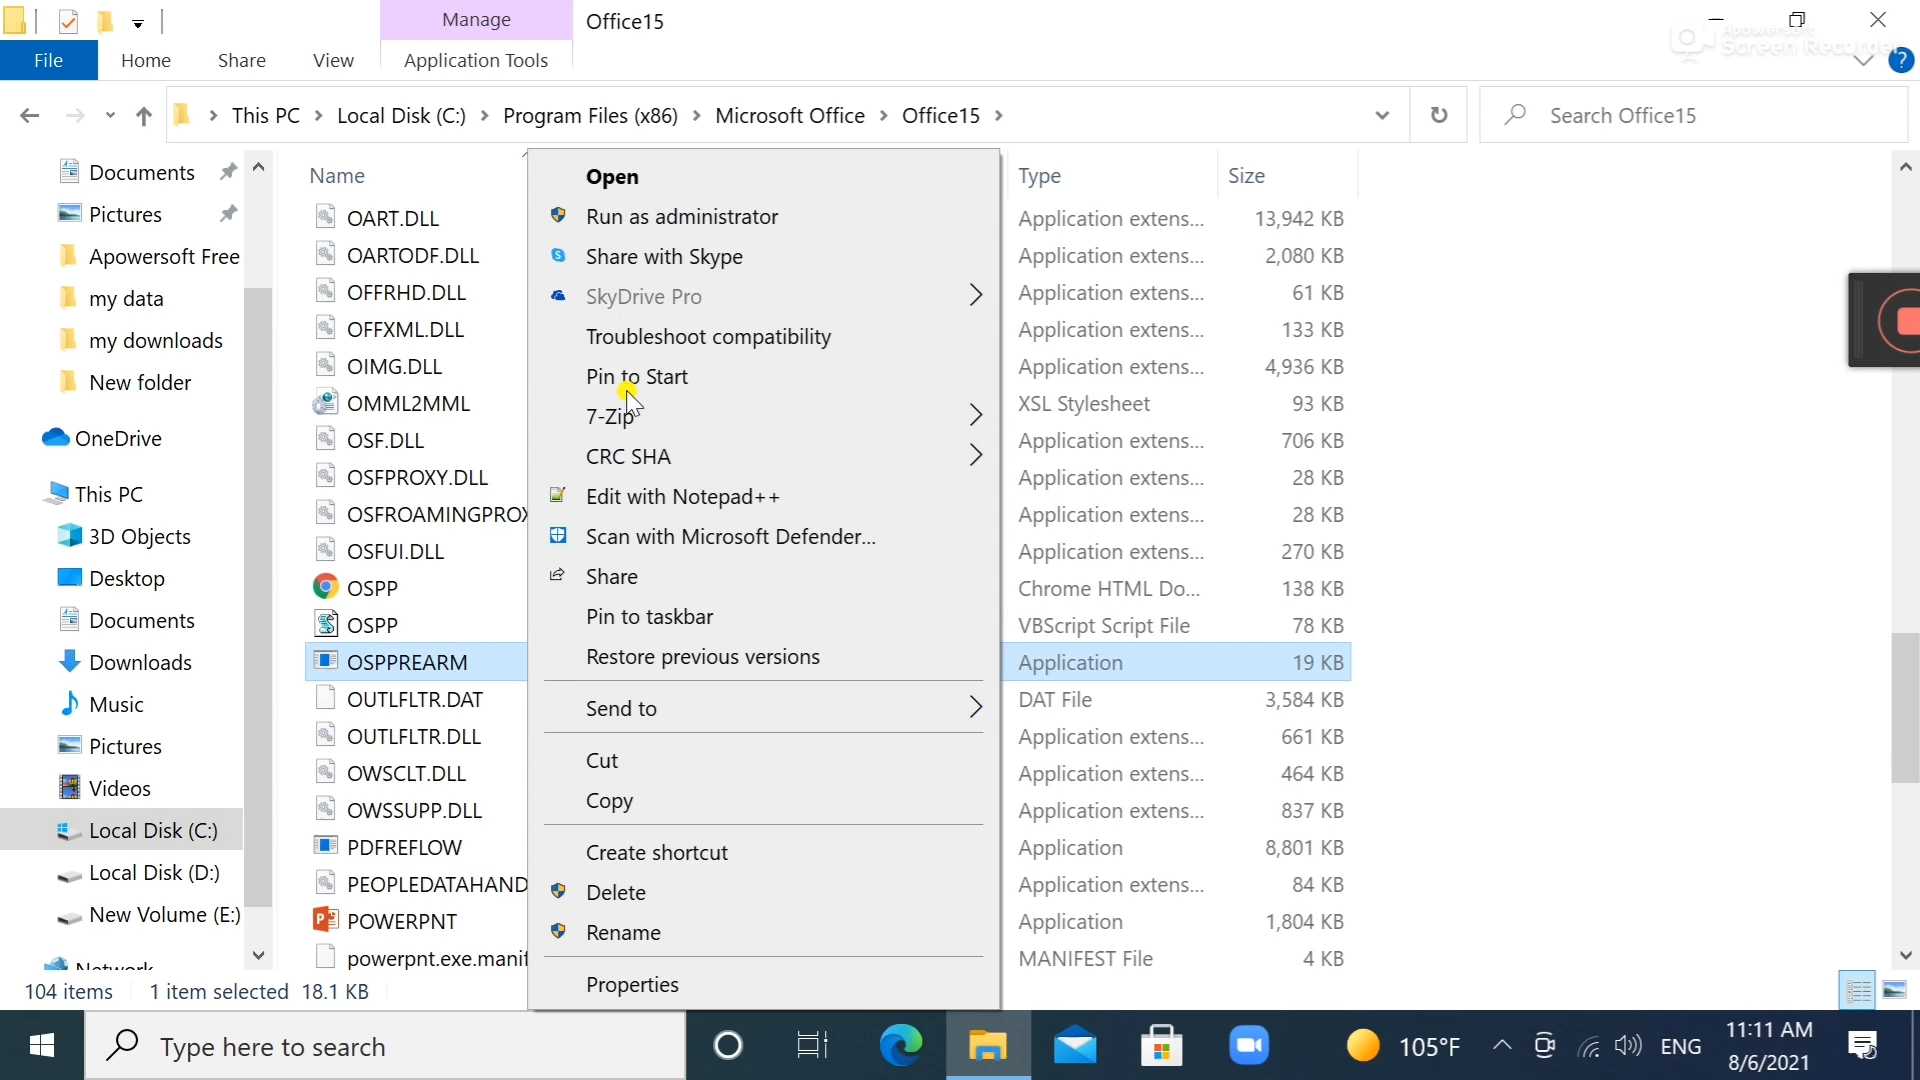 Manage
Office15
File
Home
Share
View
Application Tools
Apowersoft
Screen Recorder
This PC
Local Disk (C:)
Program Files (x86)
Microsoft Office
Office15
Search Office15
Documents
Pictures
Apowersoft Free
my data
my downloads
New folder
OneDrive
This PC
3D Objects
Desktop
Documents
Downloads
Music
Pictures
Videos
Local Disk (C:)
Local Disk (D:)
New Volume (E:)
Network
Name
Type
Size
OART.DLL
Application extens...
13,942 KB
OARTODF.DLL
Application extens...
2,080 KB
OFFRHD.DLL
Application extens...
61 KB
OFFXML.DLL
Application extens...
133 KB
OIMG.DLL
Application extens...
4,936 KB
OMML2MML
XSL Stylesheet
93 KB
OSF.DLL
Application extens...
706 KB
OSFPROXY.DLL
Application extens...
28 KB
OSFROAMINGPROX
Application extens...
28 KB
OSFUI.DLL
Application extens...
270 KB
OSPP
Chrome HTML Do...
138 KB
OSPP
VBScript Script File
78 KB
OSPPREARM
Application
19 KB
OUTLFLTR.DAT
DAT File
3,584 KB
OUTLFLTR.DLL
Application extens...
661 KB
OWSCLT.DLL
Application extens...
464 KB
OWSSUPP.DLL
Application extens...
837 KB
PDFREFLOW
Application
8,801 KB
PEOPLEDATAHAND
Application extens...
84 KB
POWERPNT
Application
1,804 KB
powerpnt.exe.manif
MANIFEST File
4 KB
Open
Run as administrator
Share with Skype
SkyDrive Pro
Troubleshoot compatibility
Pin to Start
7-Zip
CRC SHA
Edit with Notepad++
Scan with Microsoft Defender...
Share
Pin to taskbar
Restore previous versions
Send to
Cut
Copy
Create shortcut
Delete
Rename
Properties
104 items
1 item selected 18.1 KB
Type here to search
105°F
ENG
11:11 AM
8/6/2021